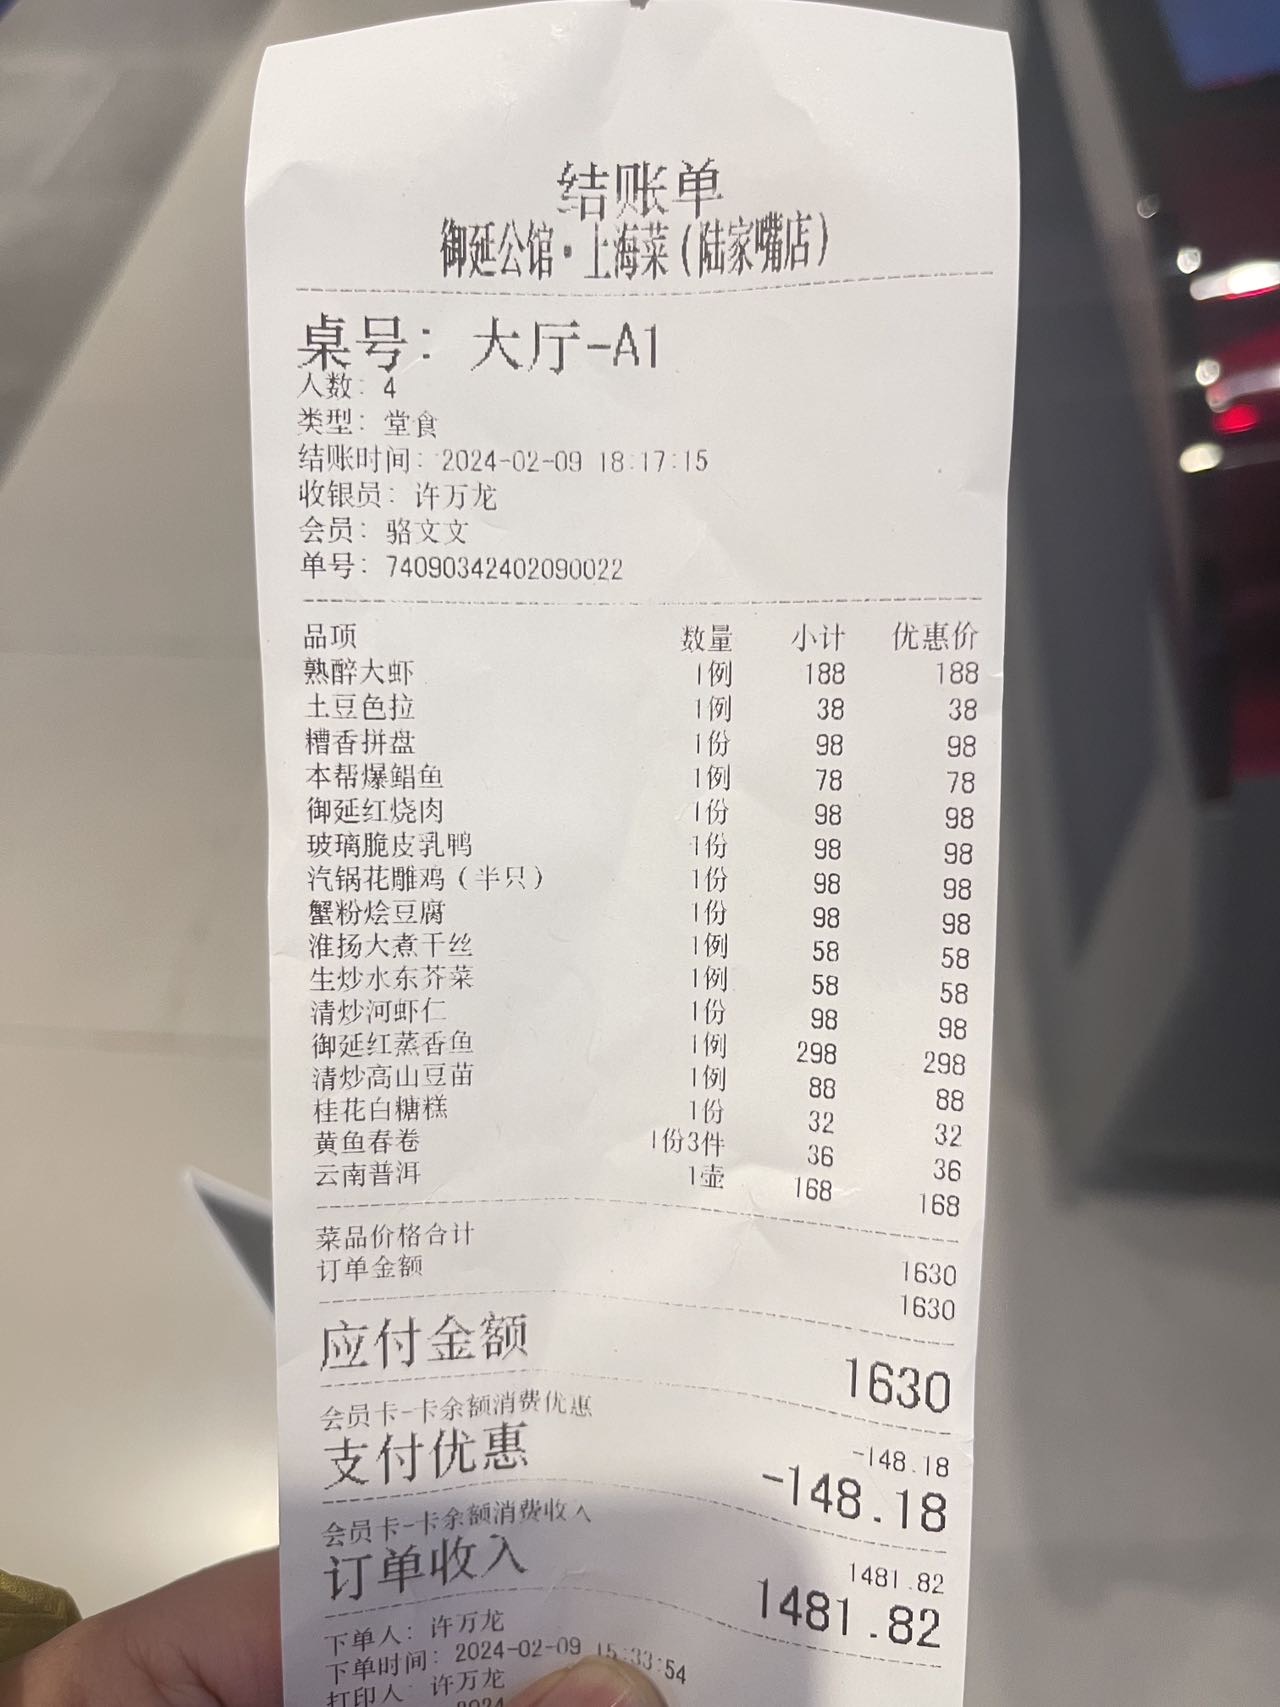 结账单
御延公馆·上海菜(陆家嘴店)
桌号: 大厅-A1
人数: 4
类型: 堂食
结账时间: 2024-02-09 18:17:15
收银员: 许万龙
会员: 骆文文
单号: 74090342402090022
品项 数量 小计 优惠价
熟醉大虾 1例 188 188
土豆色拉 1例 38 38
糟香拼盘 1份 98 98
本帮爆鲳鱼 1例 78 78
御延红烧肉 1份 98 98
玻璃脆皮乳鸭 1份 98 98
汽锅花雕鸡(半只) 1份 98 98
蟹粉烩豆腐 1份 98 98
淮扬大煮干丝 1例 58 58
生炒水东芥菜 1例 58 58
清炒河虾仁 1份 98 98
御延红蒸香鱼 1例 298 298
清炒高山豆苗 1例 88 88
桂花白糖糕 1份 32 32
黄鱼春卷 1份3件 36 36
云南普洱 1壶 168 168
菜品价格合计 1630
订单金额 1630
应付金额 1630
会员卡-卡余额消费优惠 -148.18
支付优惠 -148.18
会员卡-卡余额消费收入 1481.82
订单收入 1481.82
下单人: 许万龙
下单时间: 2024-02-09 15:33:54
打印人 许万龙